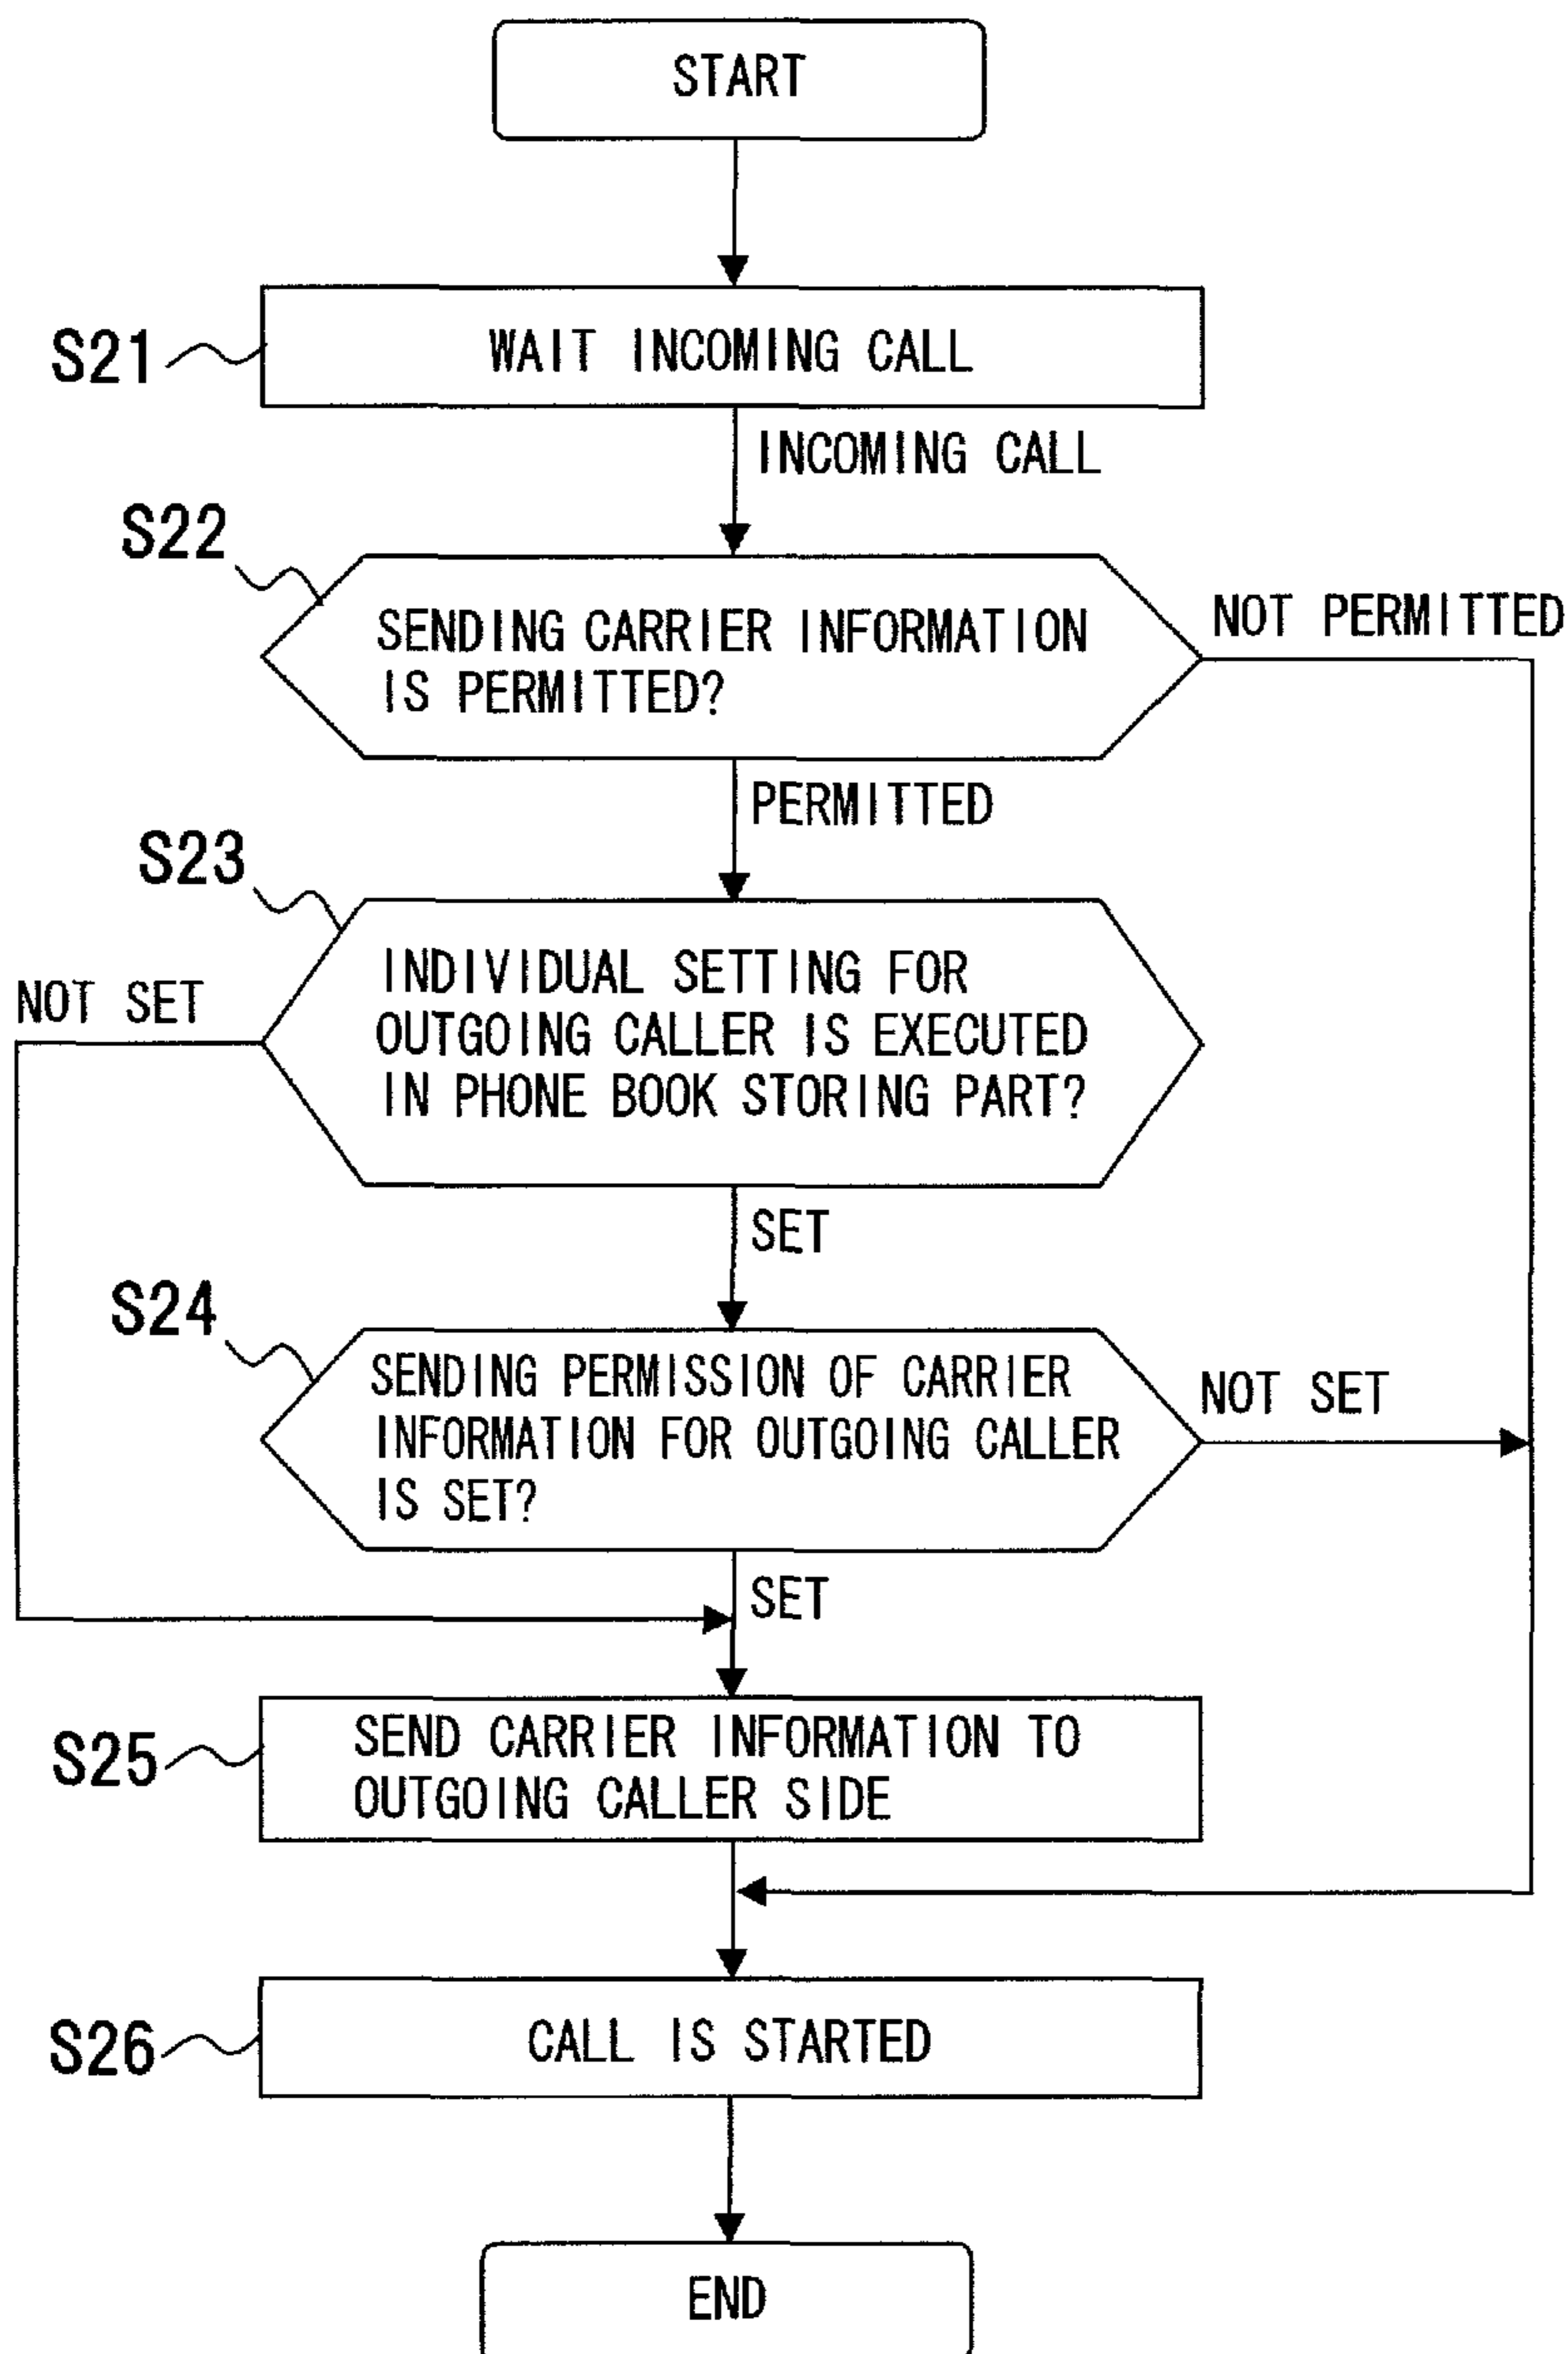 START
S21
WAIT INCOMING CALL
INCOMING CALL
S22
SENDING CARRIER INFORMATION
IS PERMITTED?
NOT PERMITTED
PERMITTED
S23
INDIVIDUAL SETTING FOR
OUTGOING CALLER IS EXECUTED
IN PHONE BOOK STORING PART?
NOT SET
SET
S24
SENDING PERMISSION OF CARRIER
INFORMATION FOR OUTGOING CALLER
IS SET?
NOT SET
SET
S25
SEND CARRIER INFORMATION TO
OUTGOING CALLER SIDE
S26
CALL IS STARTED
END